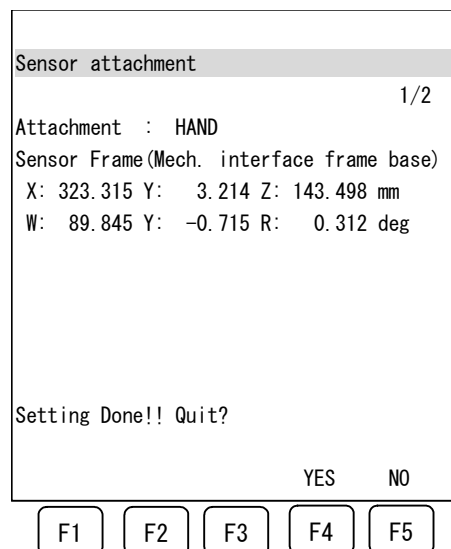 Sensor attachment
1/2
Attachment : HAND
Sensor Frame(Mech. interface frame base)
X: 323.315 Y: 3.214 Z: 143.498 mm
W: 89.845 Y: -0.715 R: 0.312 deg
Setting Done!! Quit?
YES NO
F1 F2 F3 F4 F5